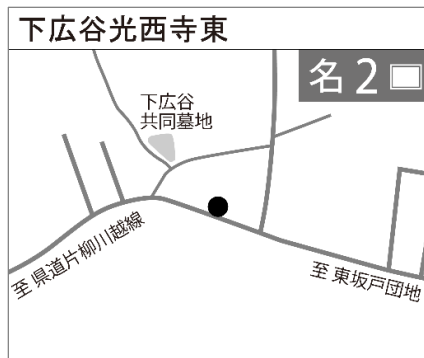 下広谷光西寺東
名2
下広谷
共同墓地
至 県道片柳川越線
至 東坂戸団地